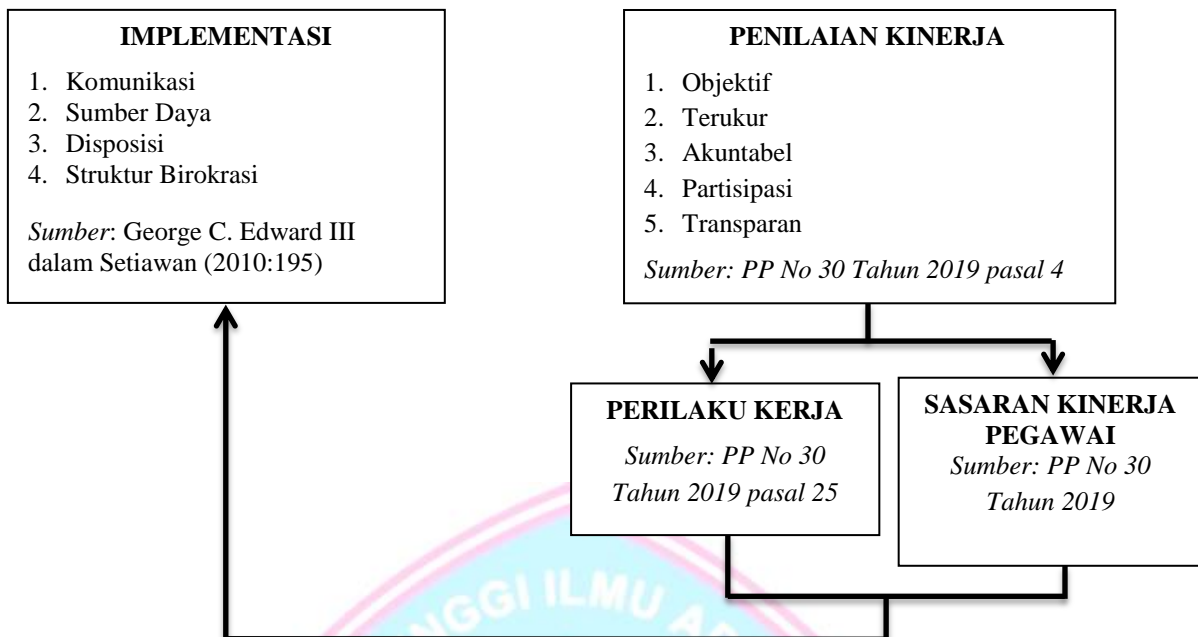 IMPLEMENTASI
1. Komunikasi
2. Sumber Daya
3. Disposisi
4. Struktur Birokrasi
Sumber: George C. Edward III
dalam Setiawan (2010:195)
PENILAIAN KINERJA
1. Objektif
2. Terukur
3. Akuntabel
4. Partisipasi
5. Transparan
Sumber: PP No 30 Tahun 2019 pasal 4
PERILAKU KERJA
Sumber: PP No 30
Tahun 2019 pasal 25
SASARAN KINERJA
PEGAWAI
Sumber: PP No 30
Tahun 2019
NGGI ILMU A